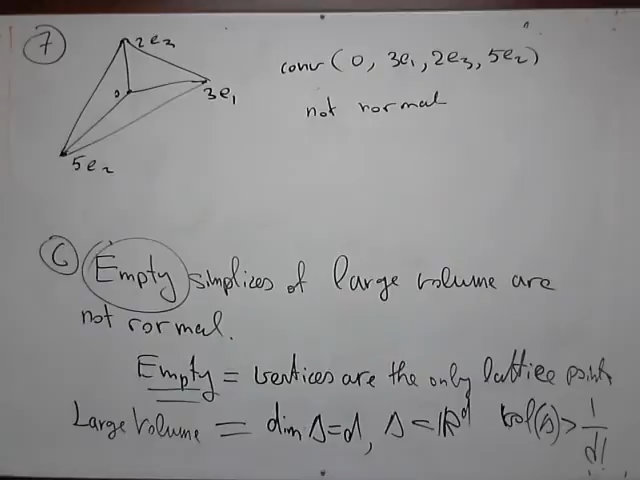 7
2e3
0
3e1
5e2
conv (0, 3e1, 2e3, 5e2)
not normal
6 Empty simplizes of large volume are
not normal.
Empty = vertices are the only lattice points
Large Volume = dim Δ=d, Δ⊂ℝ^d vol(Δ)> 1/d!